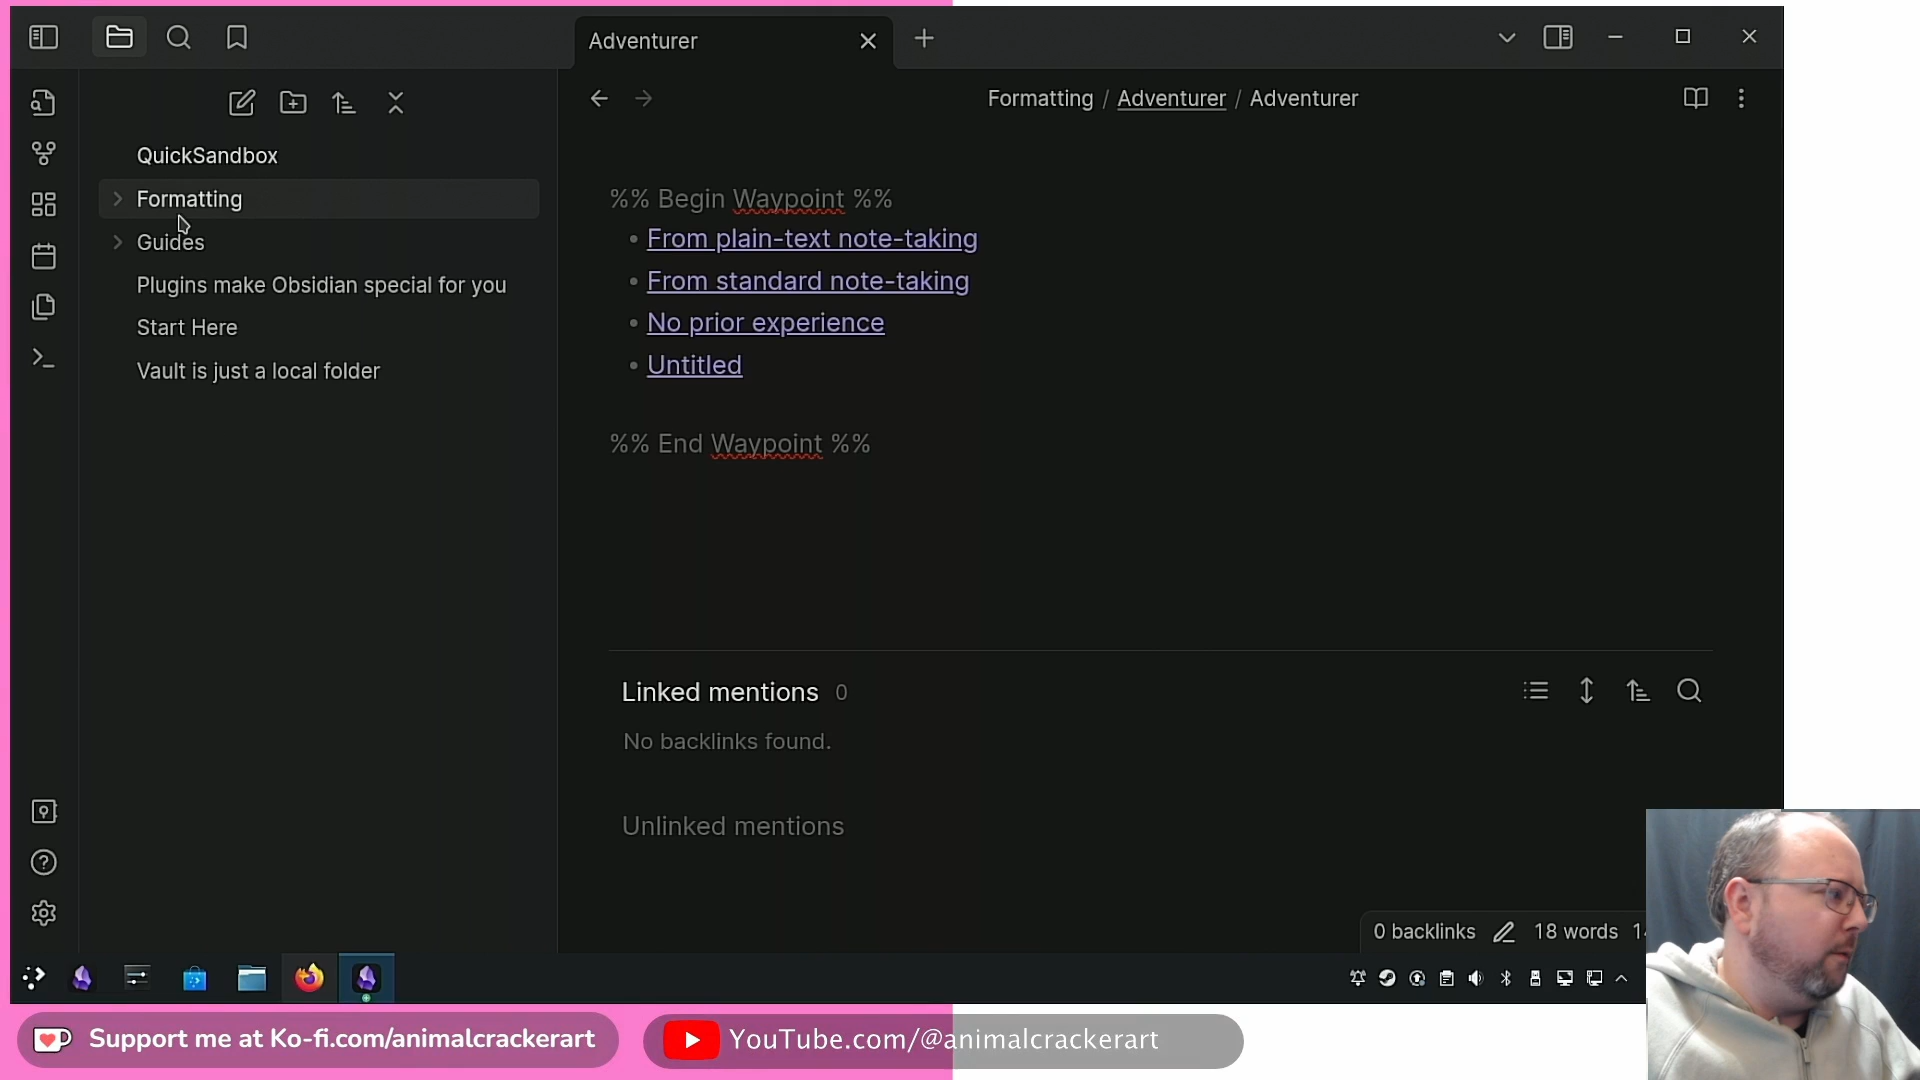 Adventurer
Formatting / Adventurer / Adventurer
QuickSandbox
Formatting
Guides
Plugins make Obsidian special for you
Start Here
Vault is just a local folder
%% Begin Waypoint %%
From plain-text note-taking
From standard note-taking
No prior experience
Untitled
%% End Waypoint %%
Linked mentions 0
No backlinks found.
Unlinked mentions
0 backlinks 18 words
Support me at Ko-fi.com/animalcrackerart
YouTube.com/@animalcrackerart